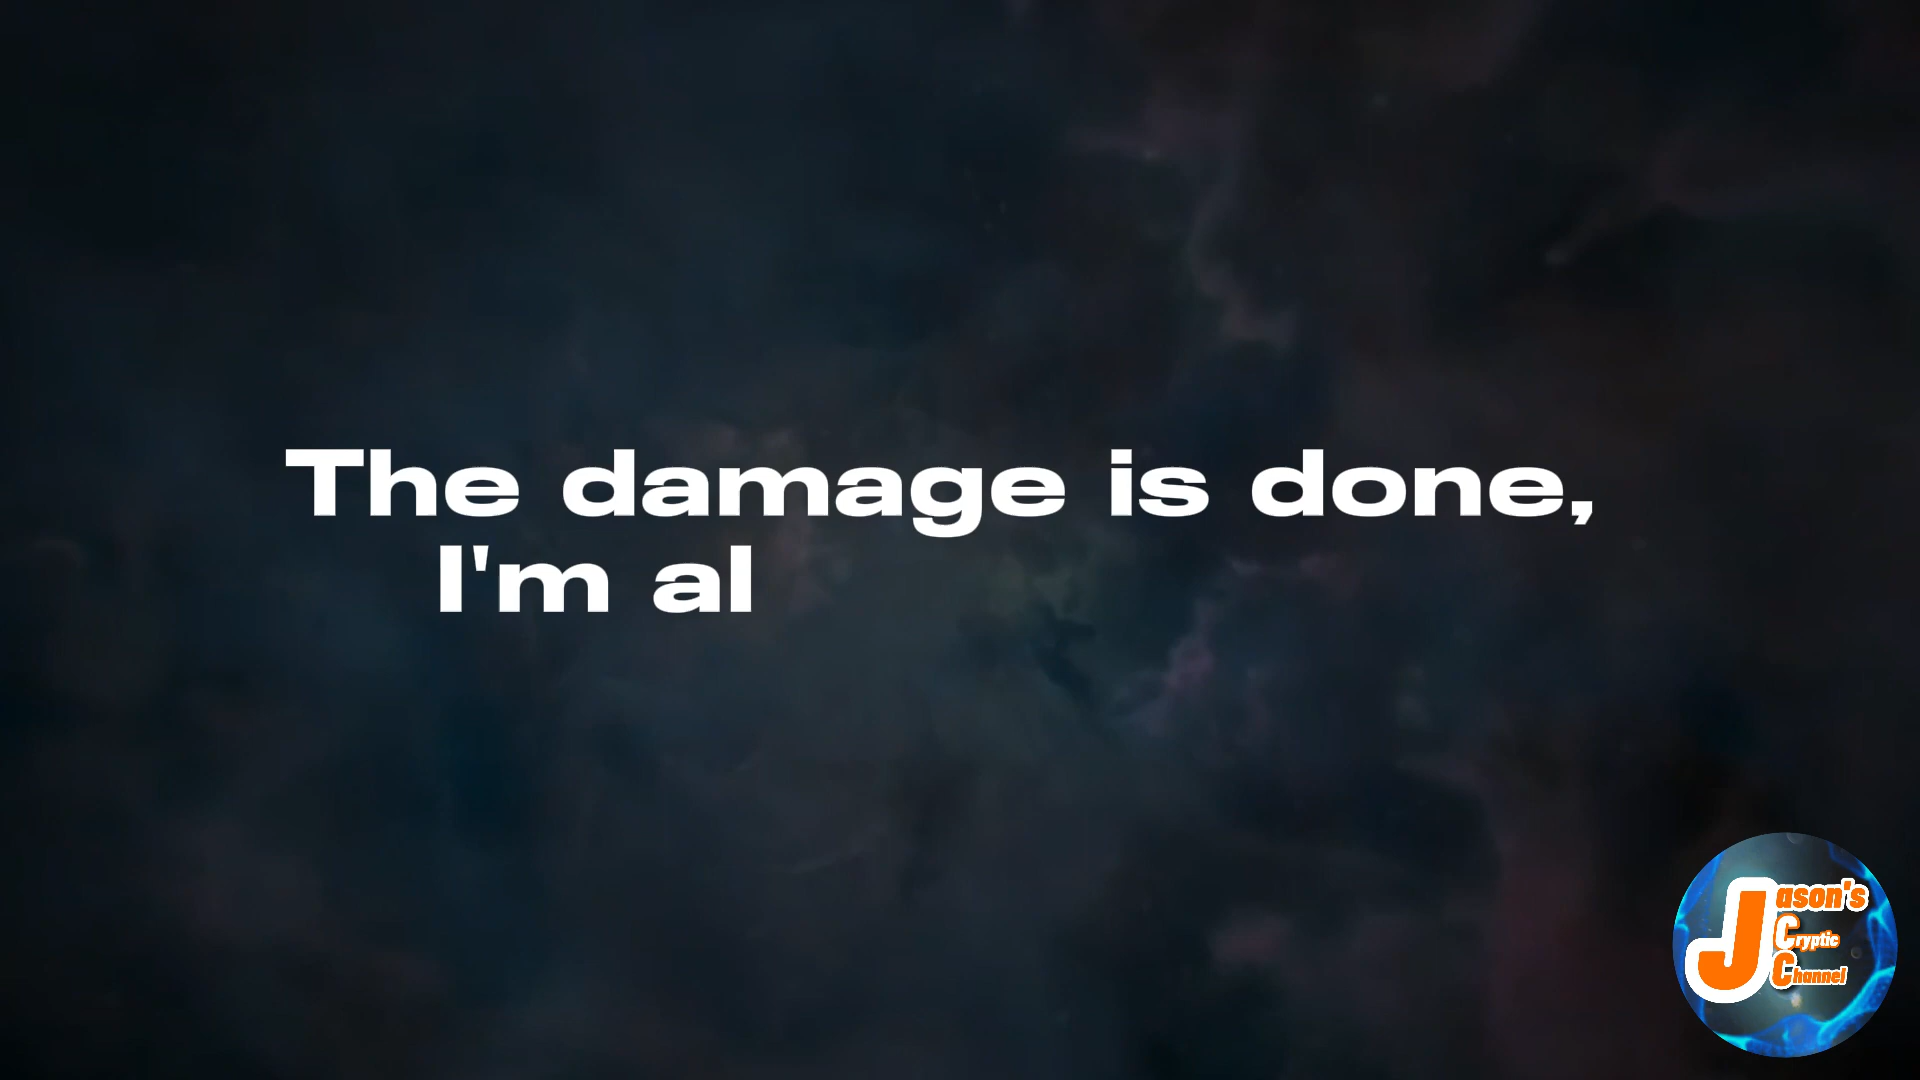 The damage is done,
I'm al
Jason's
Cryptic
Channel